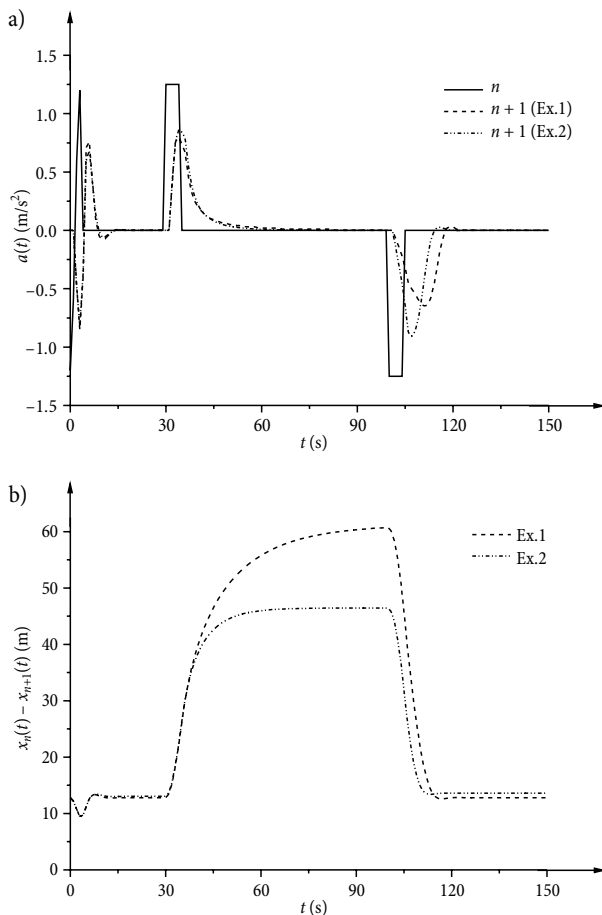 a)
1.5
1.0
0.5
0.0
−0.5
−1.0
−1.5
a(t) (m/s²)
0
30
60
90
120
150
t (s)
n
n + 1 (Ex.1)
n + 1 (Ex.2)
b)
60
50
40
30
20
10
0
xₙ(t) − xₙ₊₁(t) (m)
0
30
60
90
120
150
t (s)
Ex.1
Ex.2